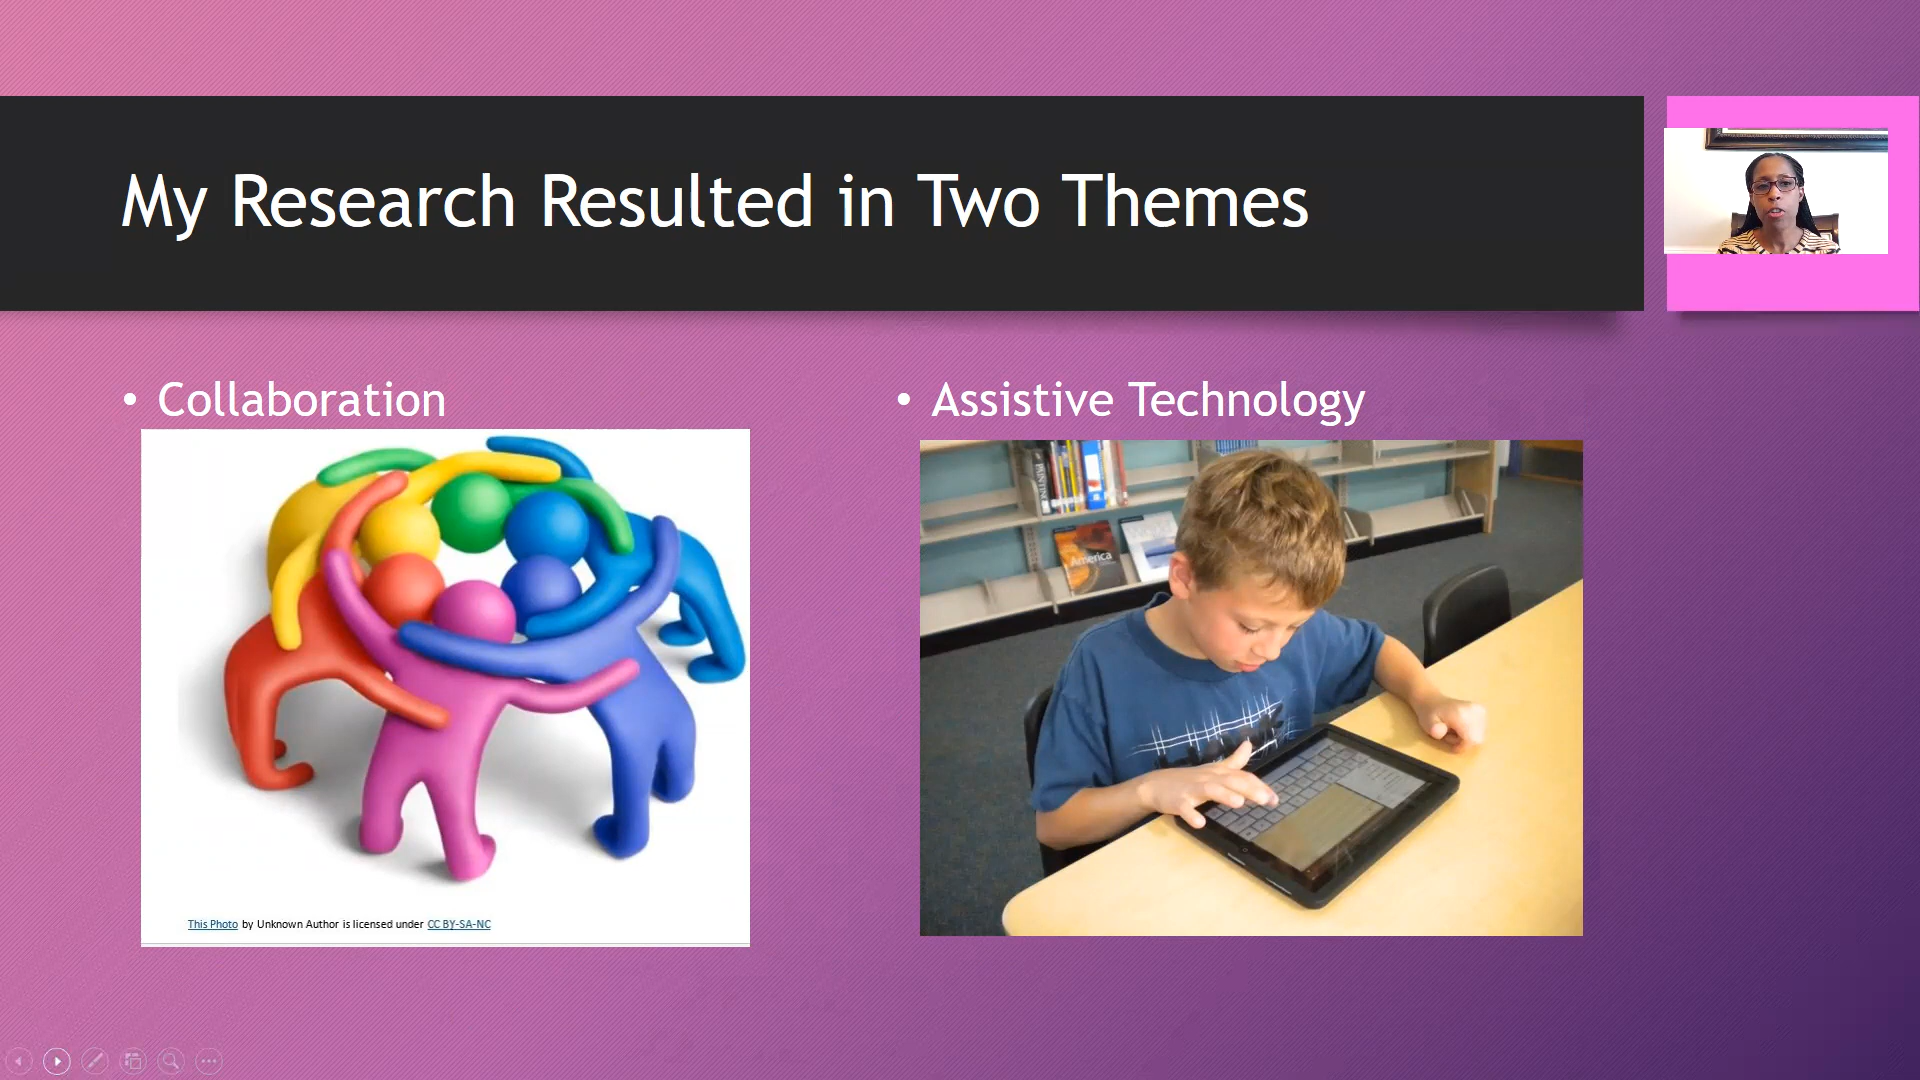 My Research Resulted in Two Themes
• Collaboration
• Assistive Technology
America
This Photo by Unknown Author is licensed under CC BY-SA-NC